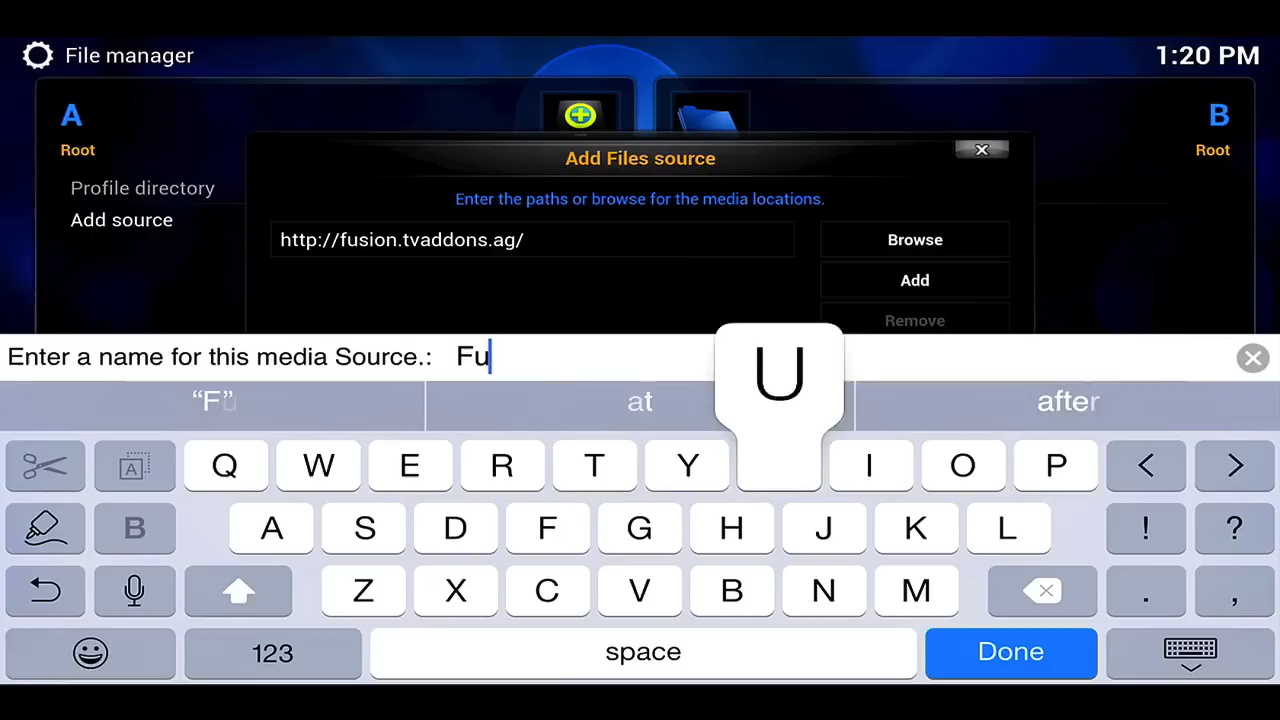 File manager
1:20 PM
A
B
Root
Root
Profile directory
Add source
Add Files source
Enter the paths or browse for the media locations.
http://fusion.tvaddons.ag/
Browse
Add
Remove
Enter a name for this media Source.: Fu
“Fu”
at
after
U
Q W E R T Y I O P < >
B A S D F G H J K L ! ?
Z X C V B N M . ,
123 space Done